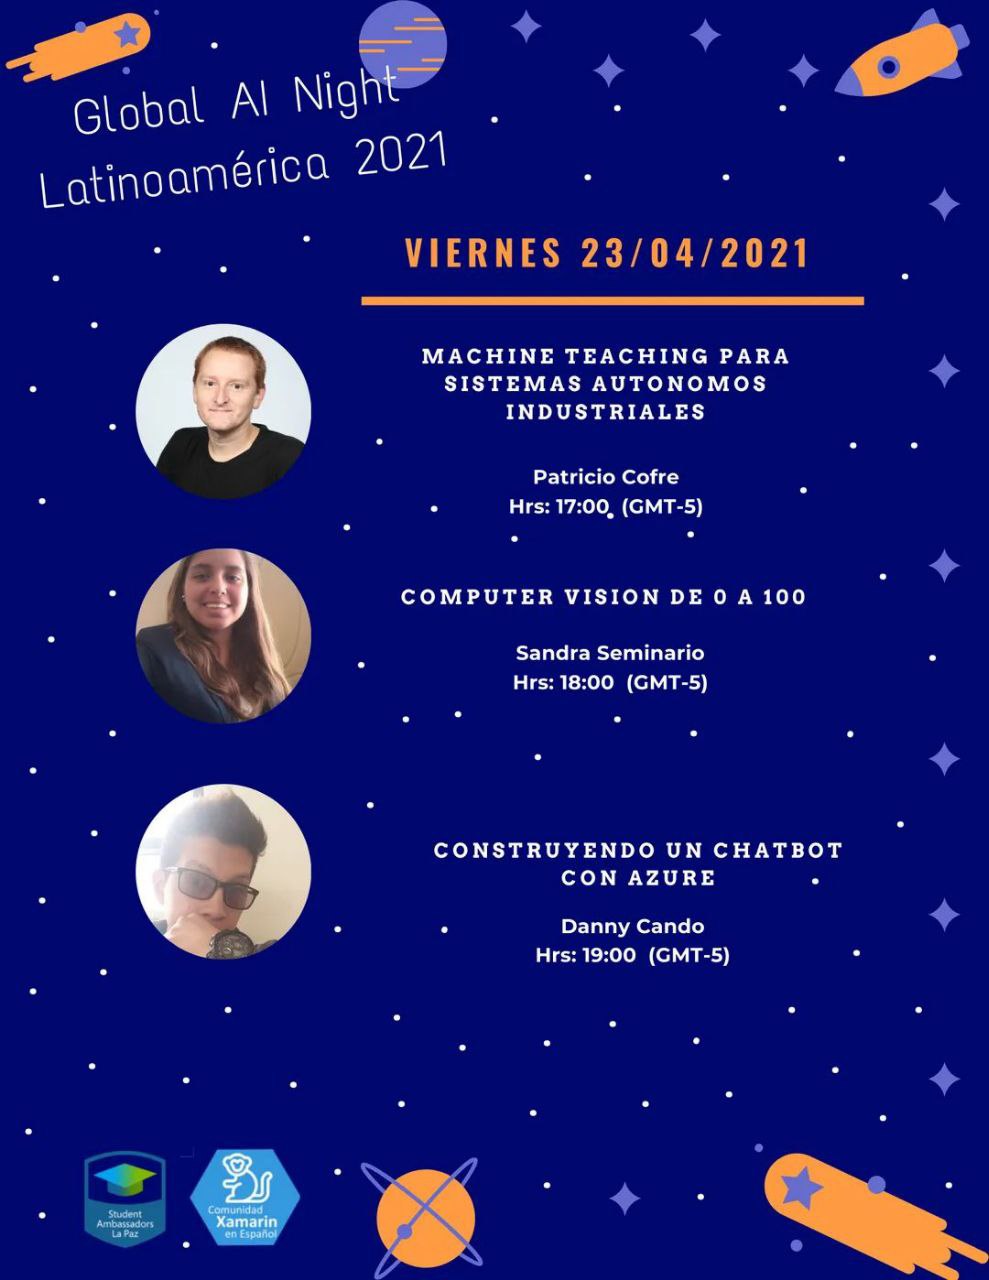 Global AI Night
Latinoamérica 2021
VIERNES 23/04/2021
MACHINE TEACHING PARA
SISTEMAS AUTONOMOS
INDUSTRIALES
Patricio Cofre
Hrs: 17:00 (GMT-5)
COMPUTER VISION DE 0 A 100
Sandra Seminario
Hrs: 18:00 (GMT-5)
CONSTRUYENDO UN CHATBOT
CON AZURE
Danny Cando
Hrs: 19:00 (GMT-5)
Student
Ambassadors
La Paz
Comunidad
Xamarin
en Español